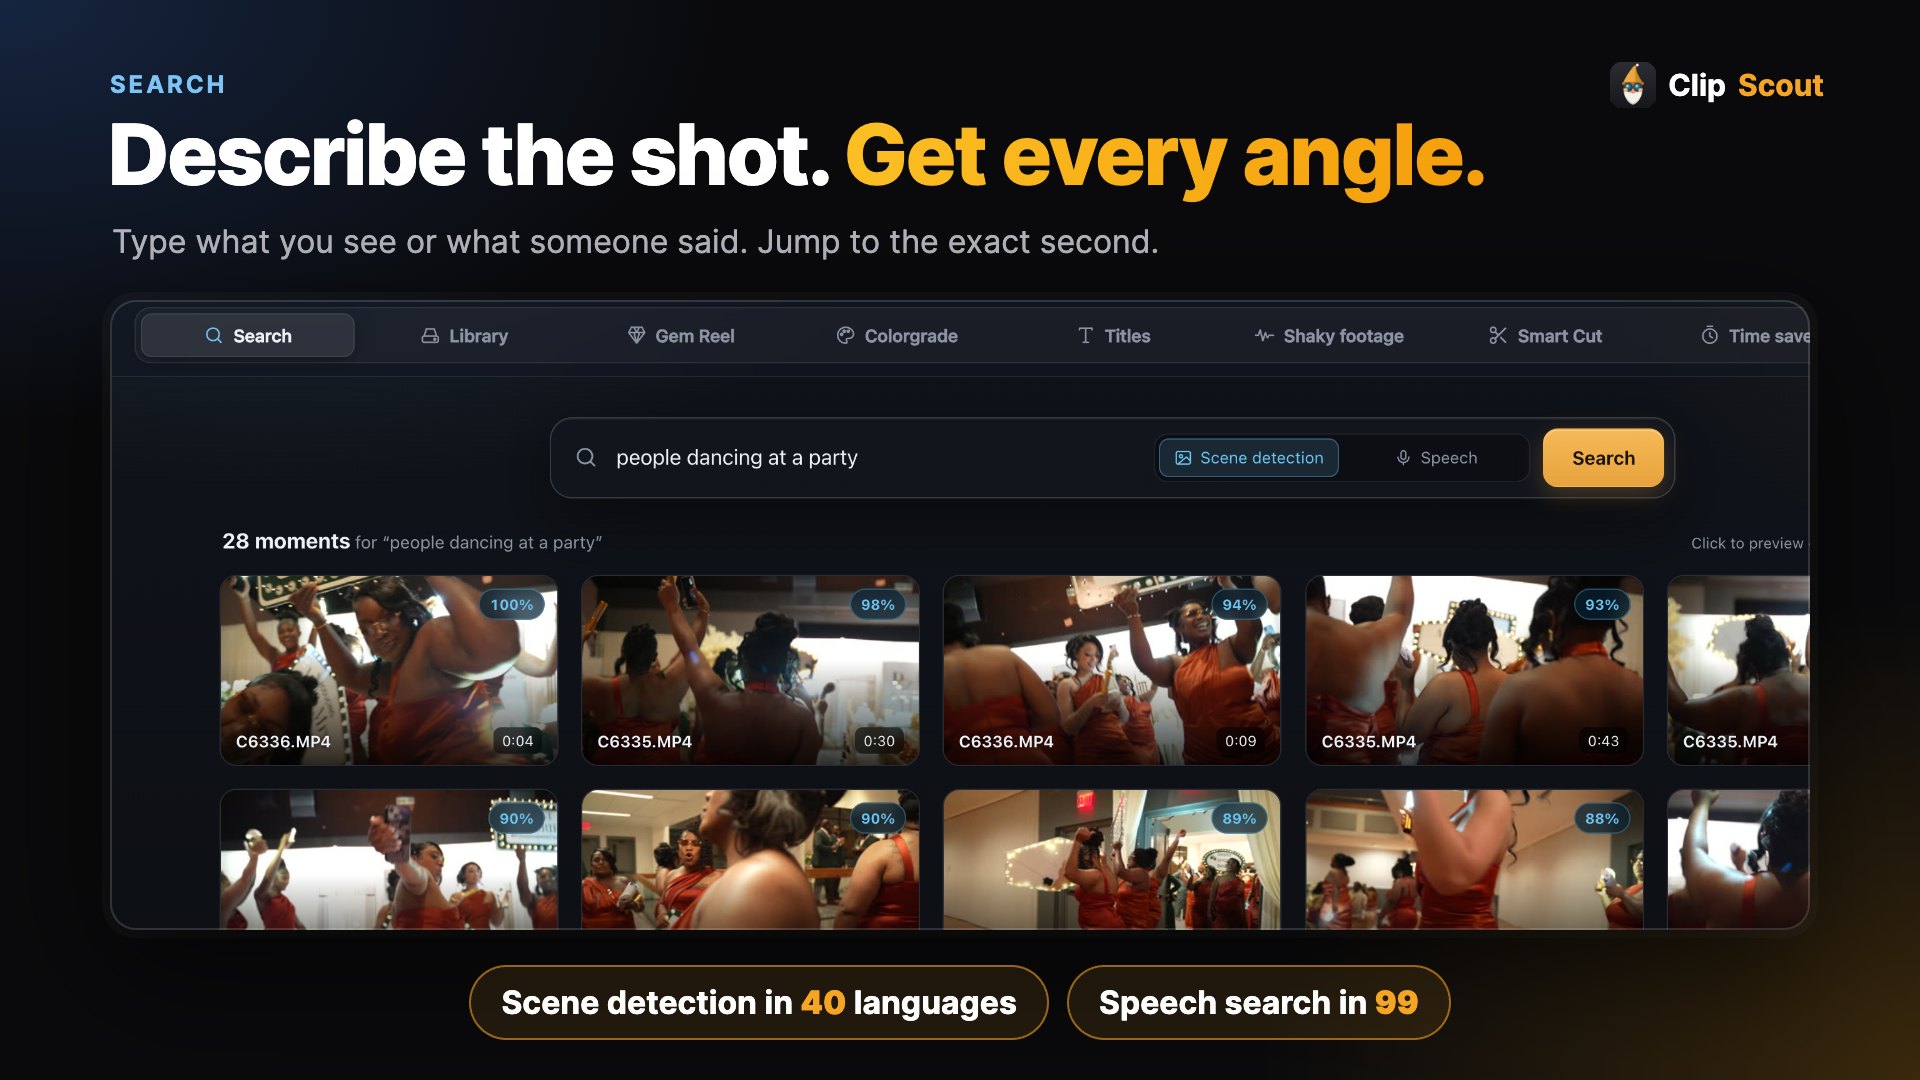 SEARCH
Clip Scout
Describe the shot. Get every angle.
Type what you see or what someone said. Jump to the exact second.
Search
Library
Gem Reel
Colorgrade
Titles
Shaky footage
Smart Cut
Time save
people dancing at a party
Scene detection
Speech
Search
28 moments for “people dancing at a party”
Click to preview
100%
98%
94%
93%
C6336.MP4
0:04
C6335.MP4
0:30
C6336.MP4
0:09
C6335.MP4
0:43
C6335.MP4
90%
90%
89%
88%
Scene detection in 40 languages
Speech search in 99